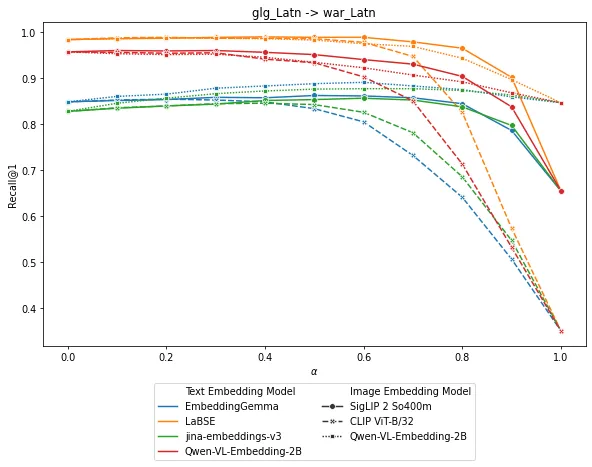 glg_Latn -> war_Latn
Recall@1
1.0
0.9
0.8
0.7
0.6
0.5
0.4
0.0 0.2 0.4 0.6 0.8 1.0
α
Text Embedding Model Image Embedding Model
EmbeddingGemma SigLIP 2 So400m
LaBSE CLIP ViT-B/32
jina-embeddings-v3 Qwen-VL-Embedding-2B
Qwen-VL-Embedding-2B